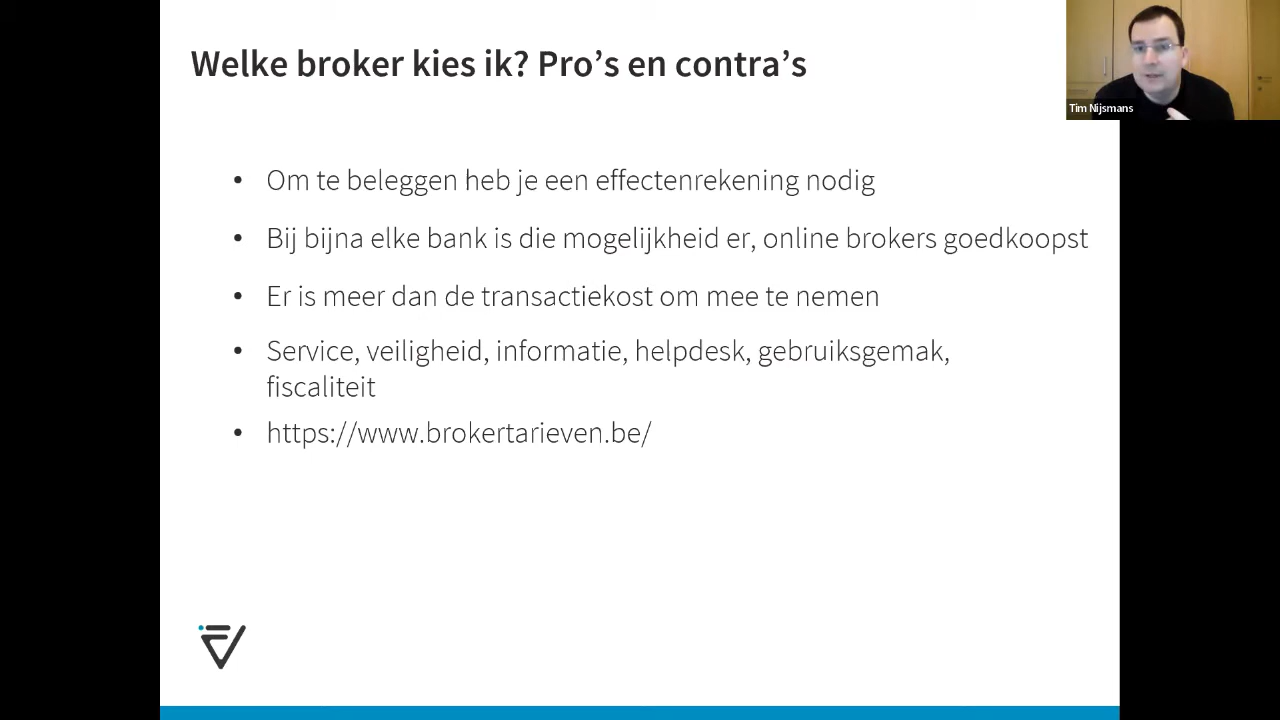 Welke broker kies ik? Pro’s en contra’s
Tim Nijsmans
• Om te beleggen heb je een effectenrekening nodig
• Bij bijna elke bank is die mogelijkheid er, online brokers goedkoopst
• Er is meer dan de transactiekost om mee te nemen
• Service, veiligheid, informatie, helpdesk, gebruiksgemak,
fiscaliteit
• https://www.brokertarieven.be/